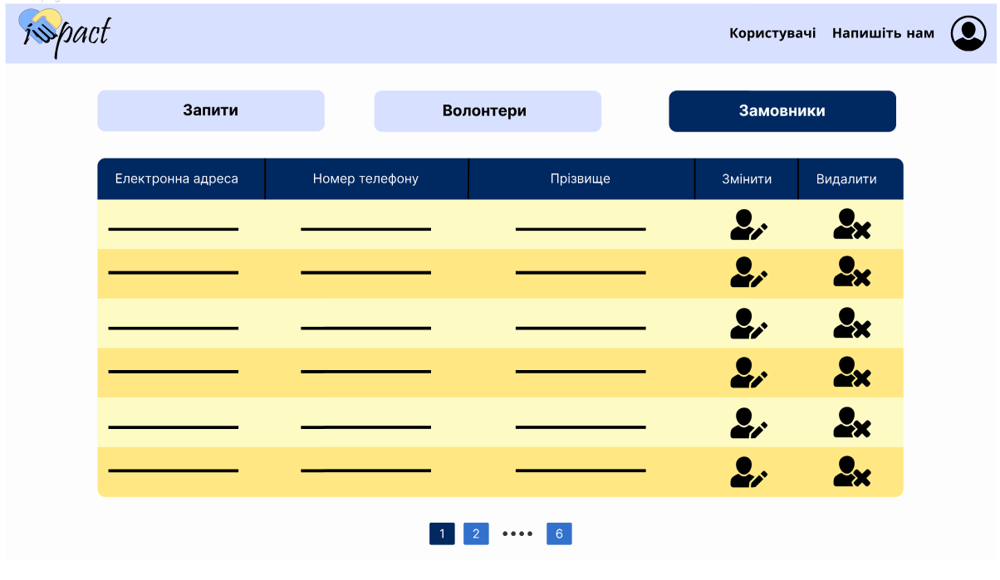 impact
Користувачі Напишіть нам
Запити Волонтери Замовники
Електронна адреса Номер телефону Прізвище Змінити Видалити
1 2 •••• 6